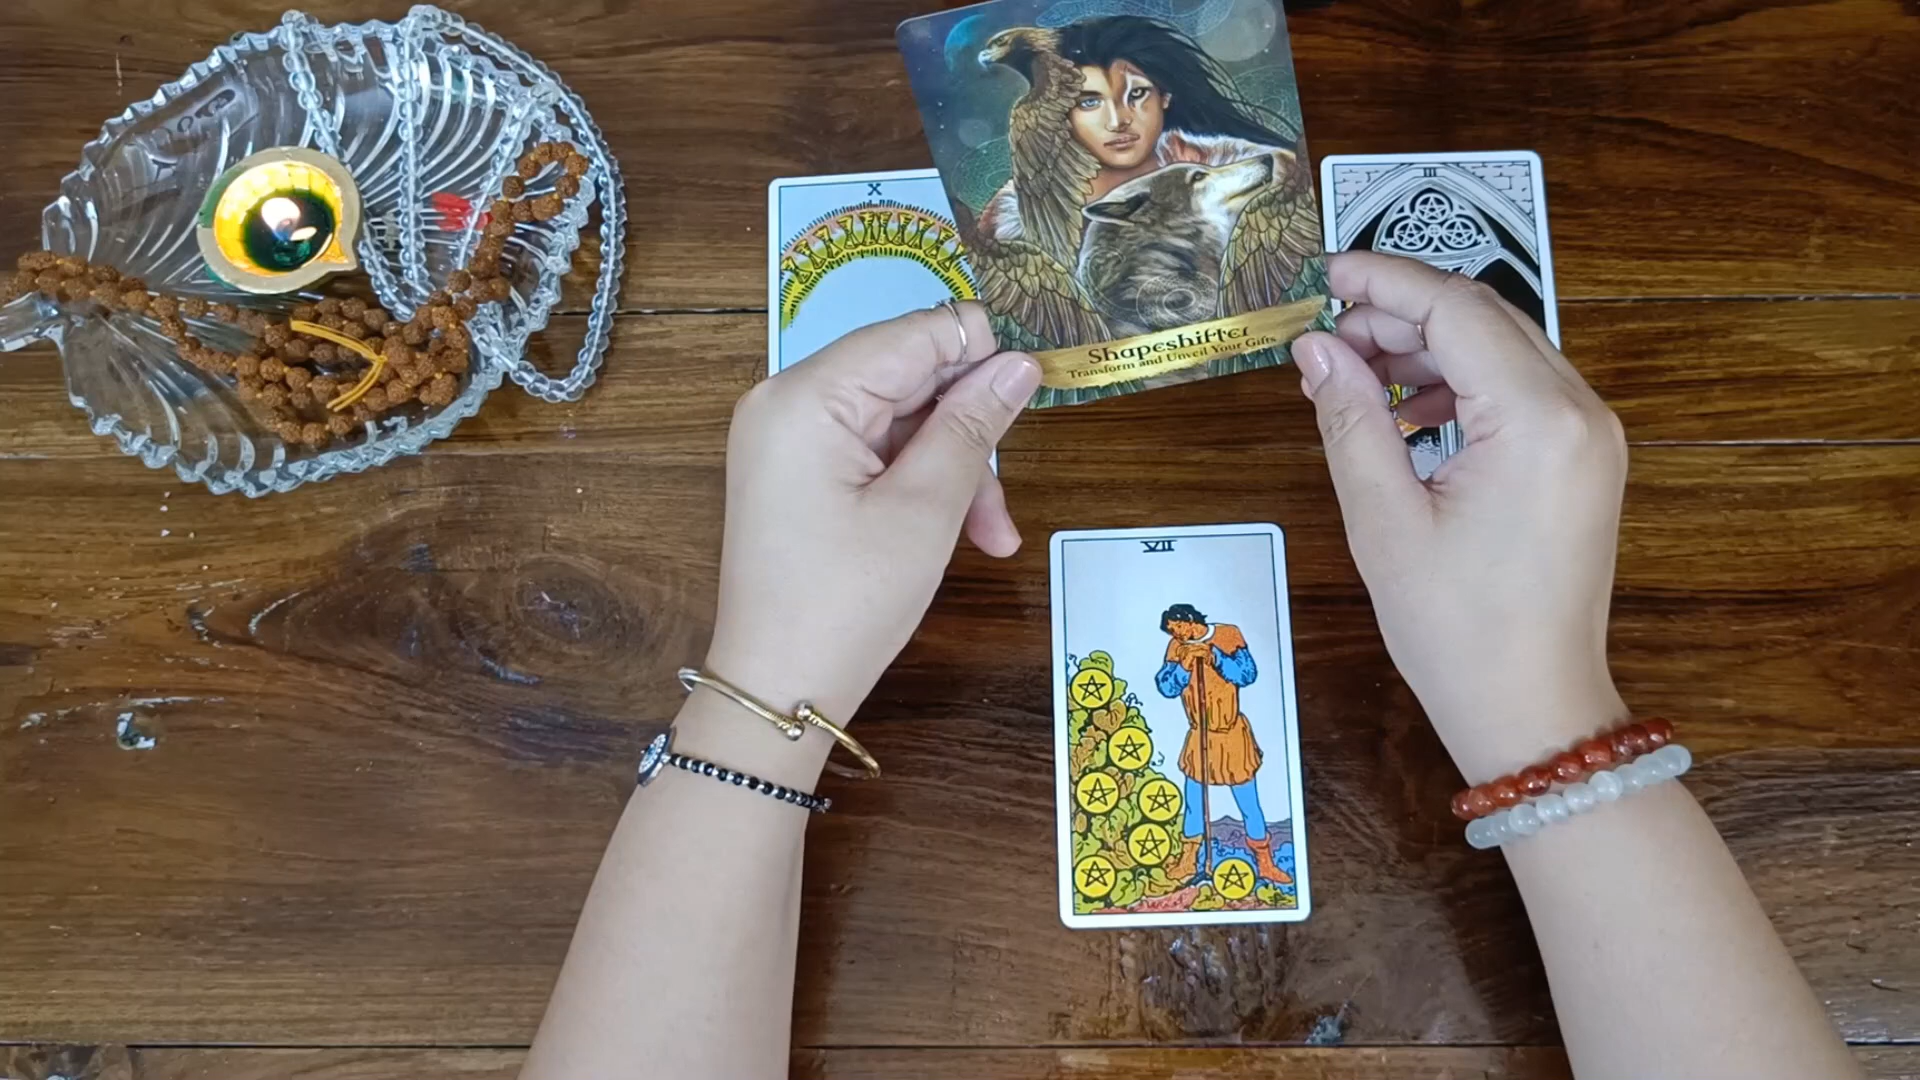 X
III
Shapeshifter
Transform and Unveil Your Gifts
VII